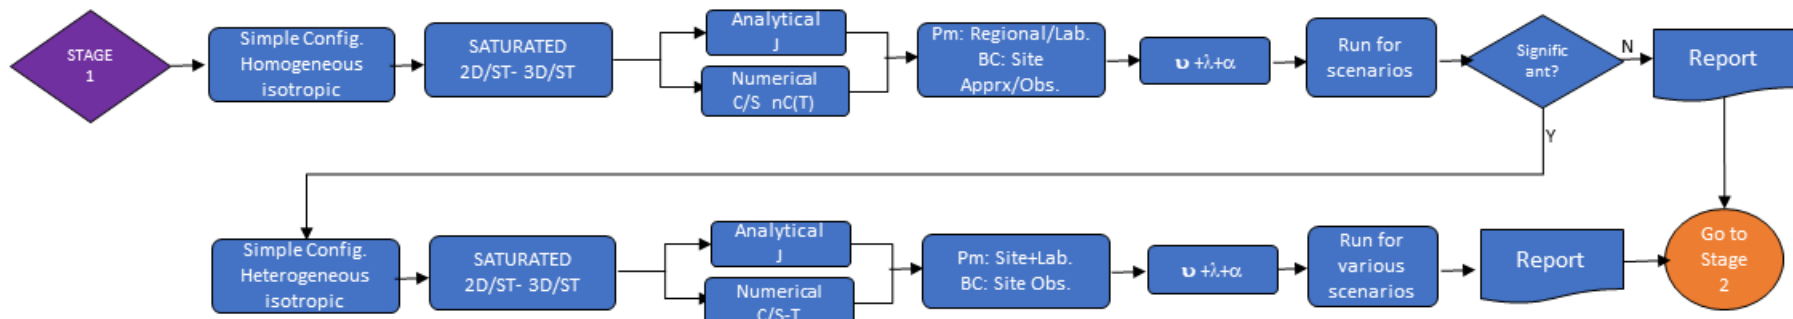 STAGE
1
Simple Config.
Homogeneous
isotropic
SATURATED
2D/ST- 3D/ST
Analytical
J
Numerical
C/S nC(T)
Pm: Regional/Lab.
BC: Site
Apprx/Obs.
υ +λ+α
Run for
scenarios
Signific
ant?
N
Report
Y
Simple Config.
Heterogeneous
isotropic
SATURATED
2D/ST- 3D/ST
Analytical
J
Numerical
C/S-T
Pm: Site+Lab.
BC: Site Obs.
υ +λ+α
Run for
various
scenarios
Report
Go to
Stage
2